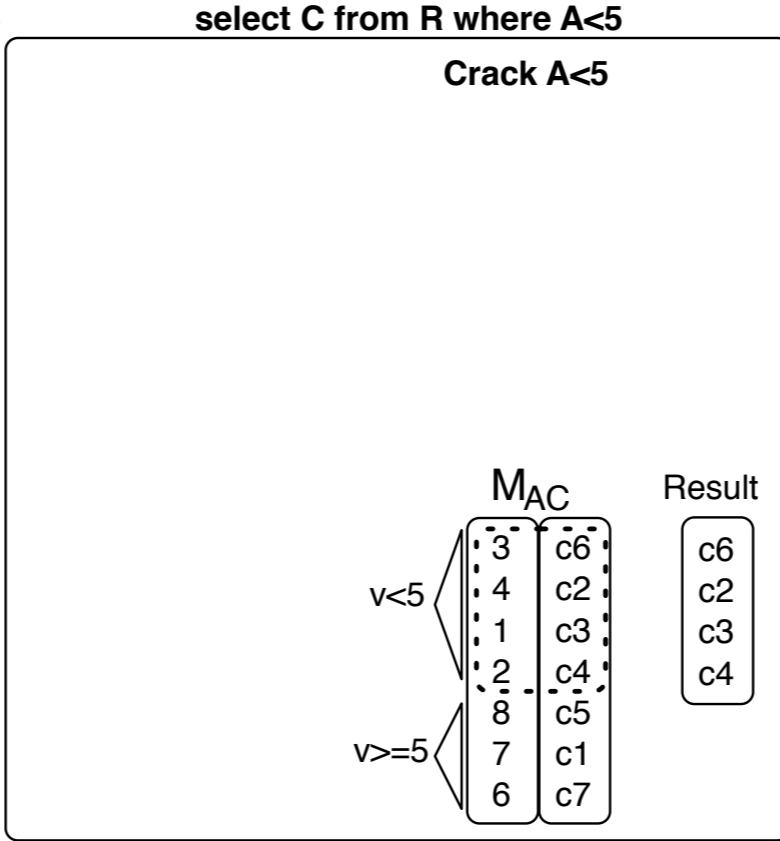 select C from R where A<5
Crack A<5
MAC Result
3 c6 c6
v<5 4 c2 c2
1 c3 c3
2 c4 c4
8 c5
v>=5 7 c1
6 c7